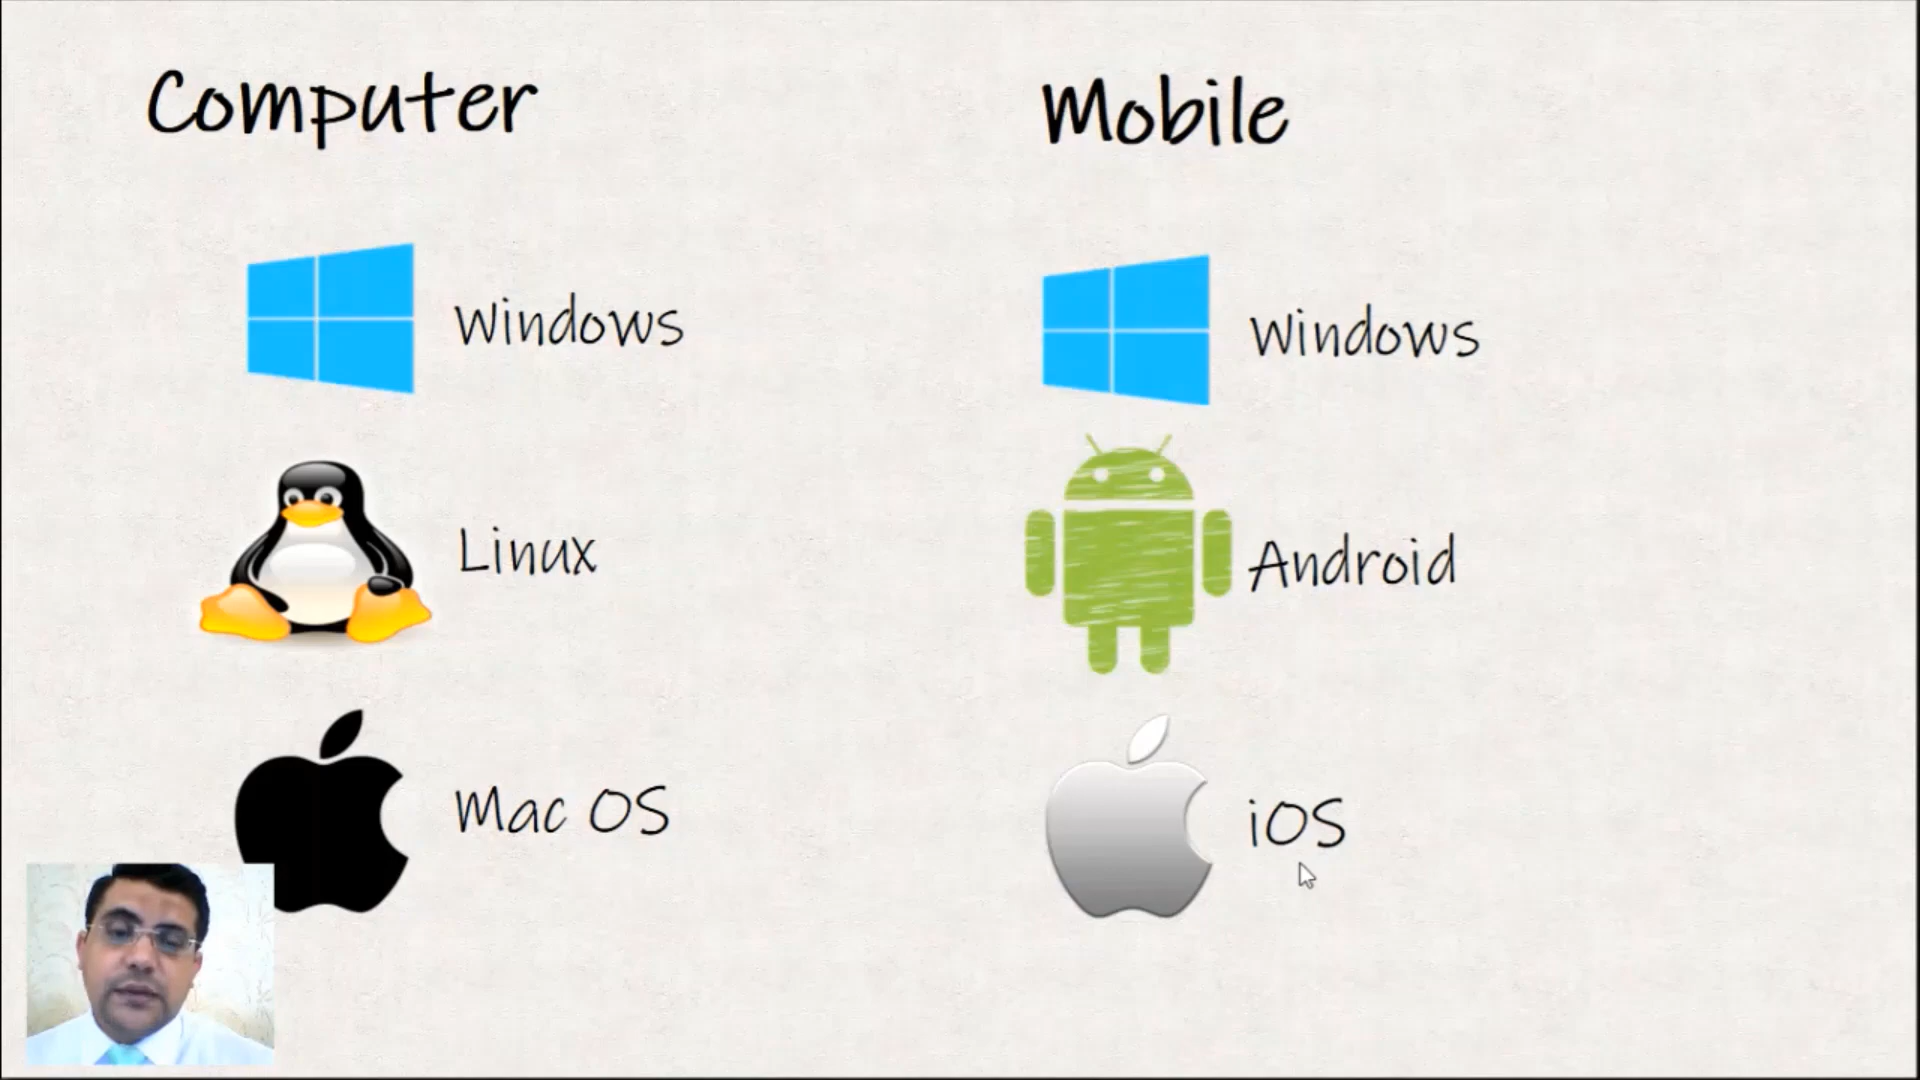 Computer
Windows
Linux
Mac OS
Mobile
Windows
Android
iOS